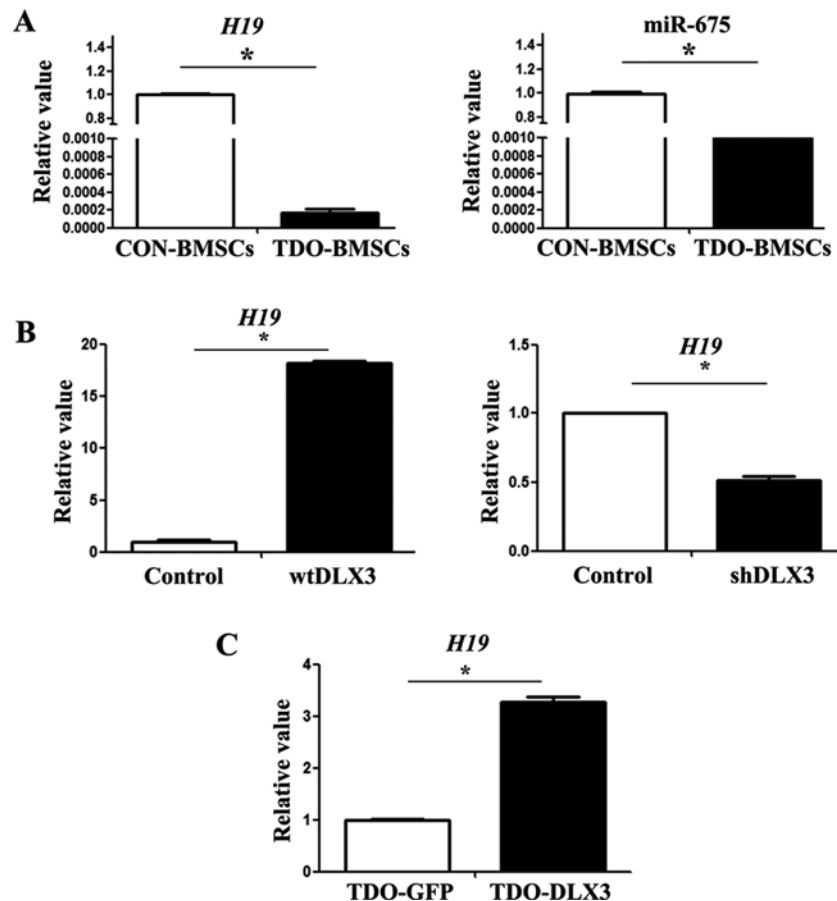 A
H19
*
Relative value
1.4
1.2
1.0
0.8
0.0010
0.0008
0.0006
0.0004
0.0002
0.0000
CON-BMSCs TDO-BMSCs
miR-675
*
Relative value
1.4
1.2
1.0
0.8
0.0010
0.0008
0.0006
0.0004
0.0002
0.0000
CON-BMSCs TDO-BMSCs
B
H19
*
Relative value
20
15
10
5
0
Control wtDLX3
H19
*
Relative value
1.5
1.0
0.5
0.0
Control shDLX3
C
H19
*
Relative value
4
3
2
1
0
TDO-GFP TDO-DLX3